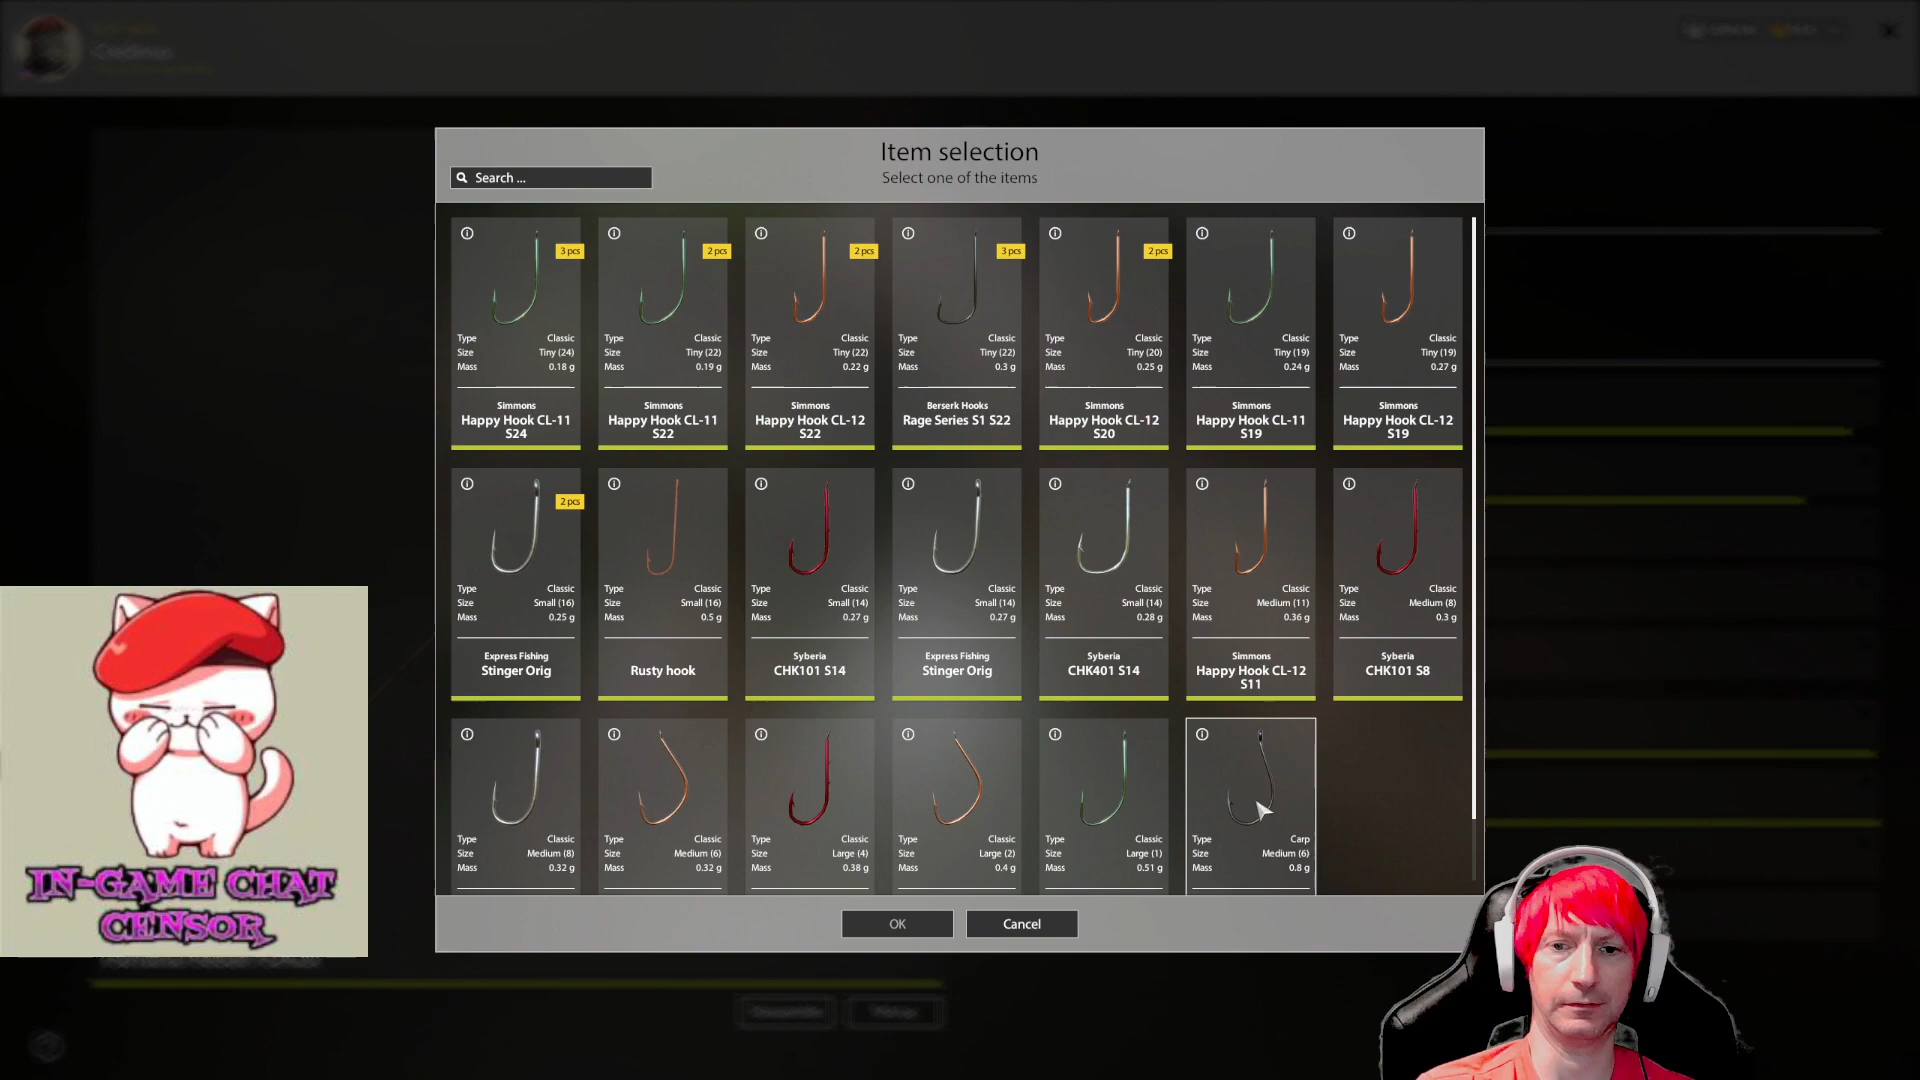 Item selection
Search ...
Select one of the items
3 pcs
2 pcs
2 pcs
3 pcs
2 pcs
Type Classic Type Classic Type Classic Type Classic Type Classic Type Classic Type Classic
Size Tiny (24) Size Tiny (22) Size Tiny (22) Size Tiny (22) Size Tiny (20) Size Tiny (19) Size Tiny (19)
Mass 0.18 g Mass 0.19 g Mass 0.22 g Mass 0.3 g Mass 0.25 g Mass 0.24 g Mass 0.27 g
Simmons Simmons Simmons Berserk Hooks Simmons Simmons Simmons
Happy Hook CL-11 Happy Hook CL-11 Happy Hook CL-12 Rage Series S1 S22 Happy Hook CL-12 Happy Hook CL-11 Happy Hook CL-12
S24 S22 S22 S20 S19 S19
2 pcs
Type Classic Type Classic Type Classic Type Classic Type Classic Type Classic Type Classic
Size Small (16) Size Small (16) Size Small (14) Size Small (14) Size Small (14) Size Medium (11) Size Medium (8)
Mass 0.25 g Mass 0.5 g Mass 0.27 g Mass 0.27 g Mass 0.28 g Mass 0.36 g Mass 0.3 g
Express Fishing Syberia Express Fishing Syberia Simmons Syberia
Stinger Orig Rusty hook CHK101 S14 Stinger Orig CHK401 S14 Happy Hook CL-12 CHK101 S8
S11
Type Classic Type Classic Type Classic Type Classic Type Classic Type Carp
Size Medium (8) Size Medium (6) Size Large (4) Size Large (2) Size Large (1) Size Medium (6)
Mass 0.32 g Mass 0.32 g Mass 0.38 g Mass 0.4 g Mass 0.51 g Mass 0.8 g
OK
Cancel
IN-GAME CHAT
CENSOR